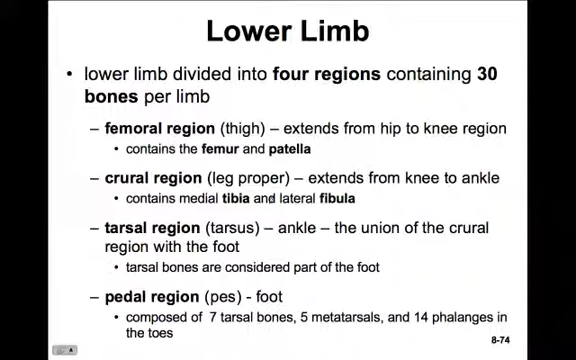 Lower Limb
• lower limb divided into four regions containing 30
bones per limb
– femoral region (thigh) – extends from hip to knee region
• contains the femur and patella
– crural region (leg proper) – extends from knee to ankle
• contains medial tibia and lateral fibula
– tarsal region (tarsus) – ankle – the union of the crural
region with the foot
• tarsal bones are considered part of the foot
– pedal region (pes) - foot
• composed of 7 tarsal bones, 5 metatarsals, and 14 phalanges in
the toes
8-74